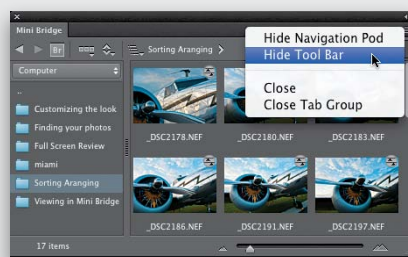 Mini Bridge
Br
Sorting Aranging
Hide Navigation Pod
Hide Tool Bar
Close
Close Tab Group
Computer
..
Customizing the look
Finding your photos
Full Screen Review
miami
Sorting Aranging
Viewing in Mini Bridge
_DSC2178.NEF
_DSC2180.NEF
_DSC2183.NEF
_DSC2186.NEF
_DSC2191.NEF
_DSC2197.NEF
17 items